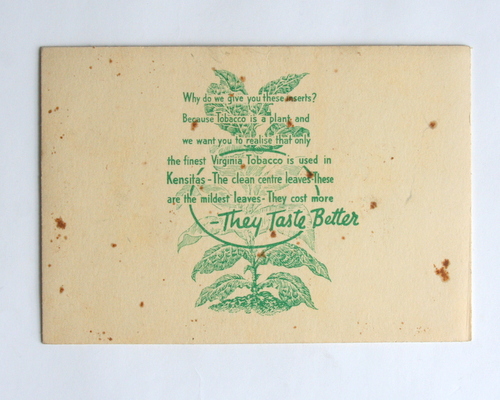 Why do we give you these inserts?
Because Tobacco is a plant and
we want you to realise that only
the finest Virginia Tobacco is used in
Kensitas - The clean centre leaves - These
are the mildest leaves - They cost more
- They Taste Better